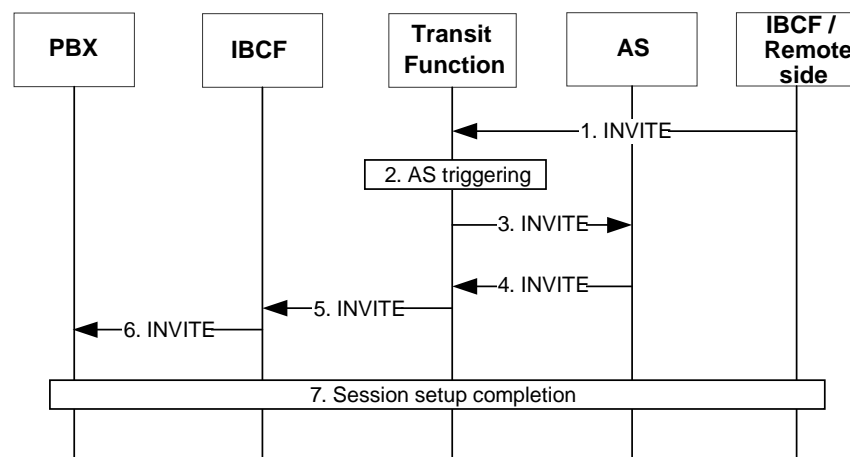 PBX
IBCF
Transit
Function
AS
IBCF /
Remote
side
1. INVITE
2. AS triggering
3. INVITE
4. INVITE
5. INVITE
6. INVITE
7. Session setup completion